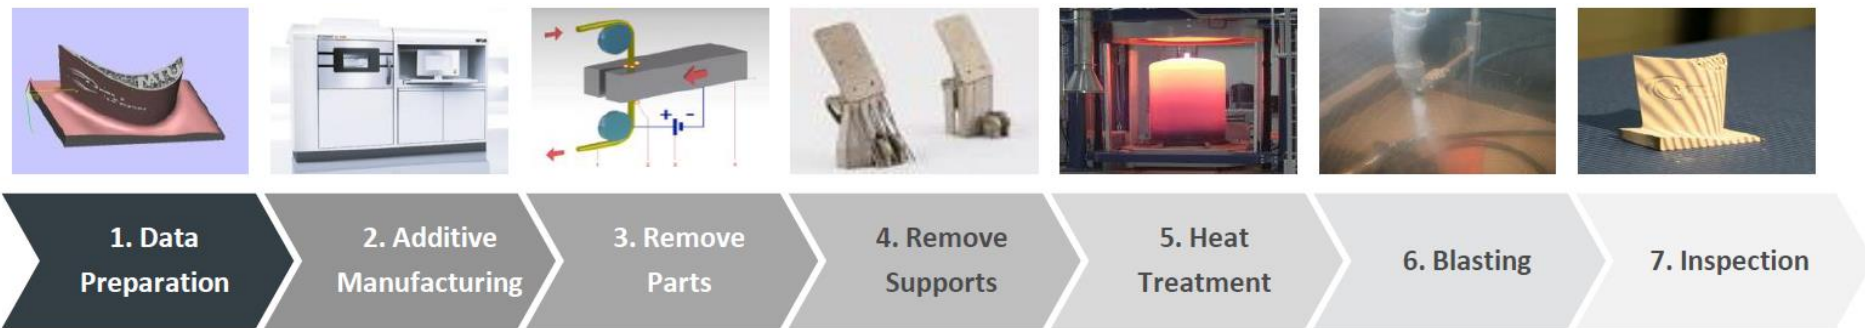 1. Data
Preparation
2. Additive
Manufacturing
3. Remove
Parts
4. Remove
Supports
5. Heat
Treatment
6. Blasting
7. Inspection
+ -